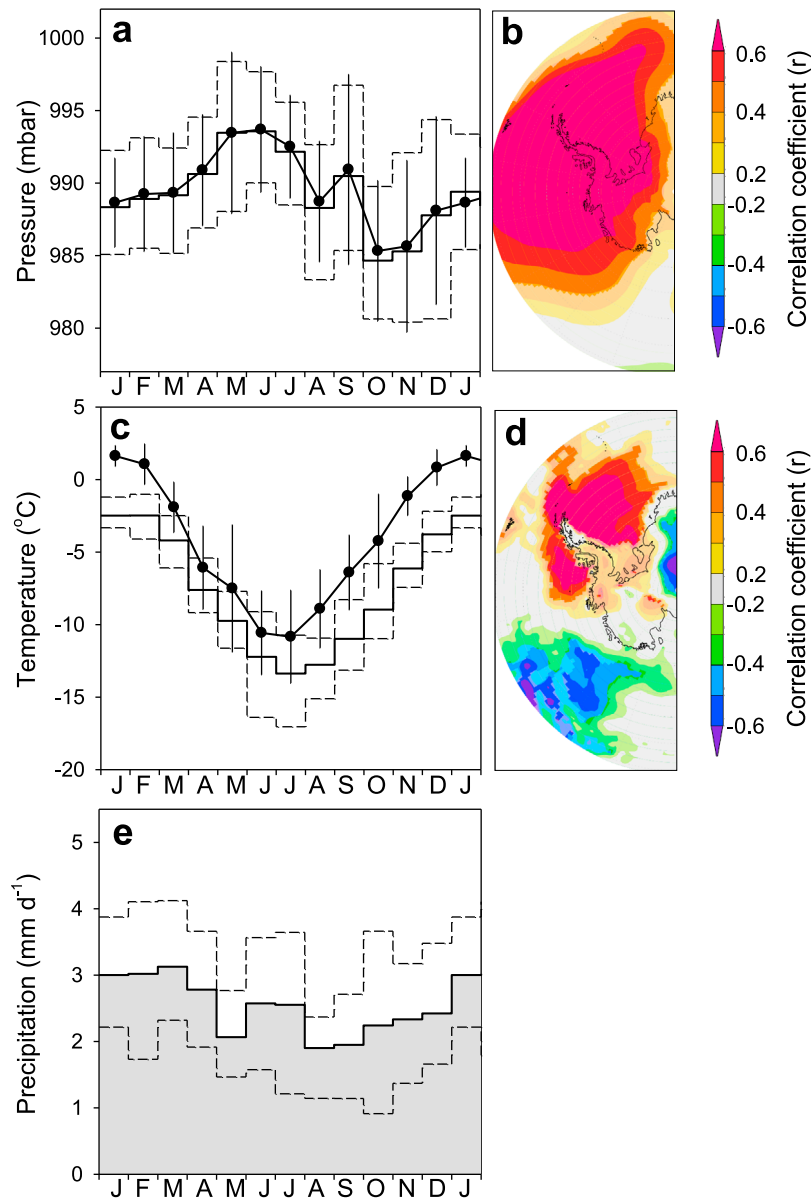 a
b
1000
995
990
985
980
Pressure (mbar)
J F M A M J J A S O N D J
0.6
0.4
0.2
-0.2
-0.4
-0.6
Correlation coefficient (r)
c
d
5
0
-5
-10
-15
-20
Temperature (°C)
J F M A M J J A S O N D J
0.6
0.4
0.2
-0.2
-0.4
-0.6
Correlation coefficient (r)
e
5
4
3
2
1
0
Precipitation (mm d⁻¹)
J F M A M J J A S O N D J